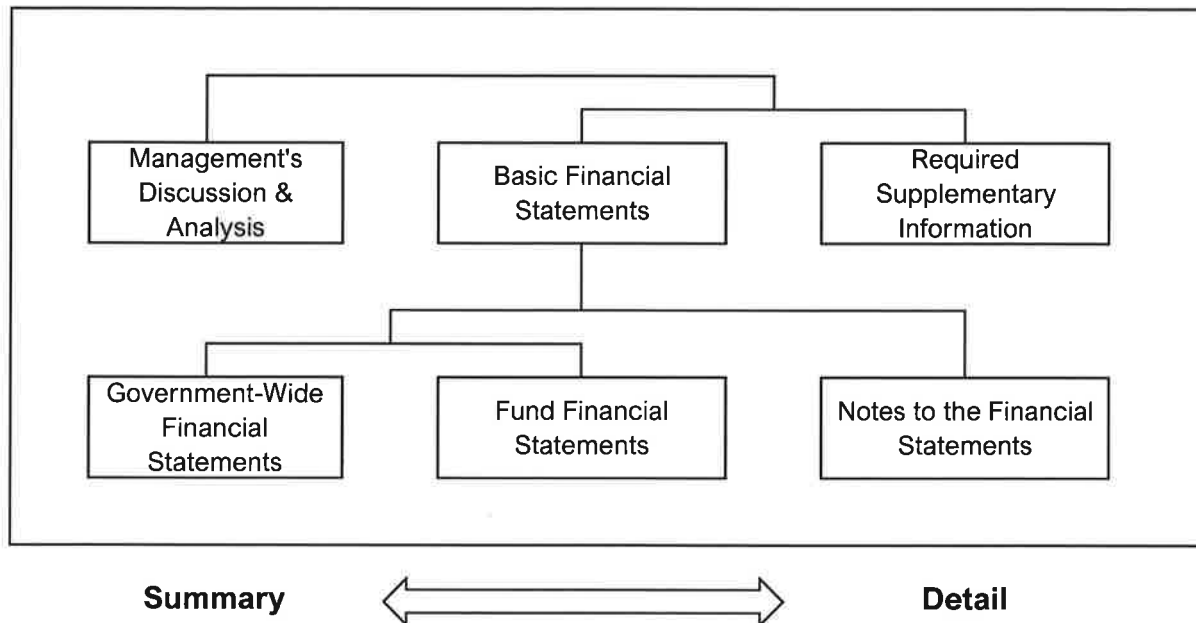 Management's
Discussion &
Analysis
Basic Financial
Statements
Required
Supplementary
Information
Government-Wide
Financial
Statements
Fund Financial
Statements
Notes to the Financial
Statements
Summary
Detail